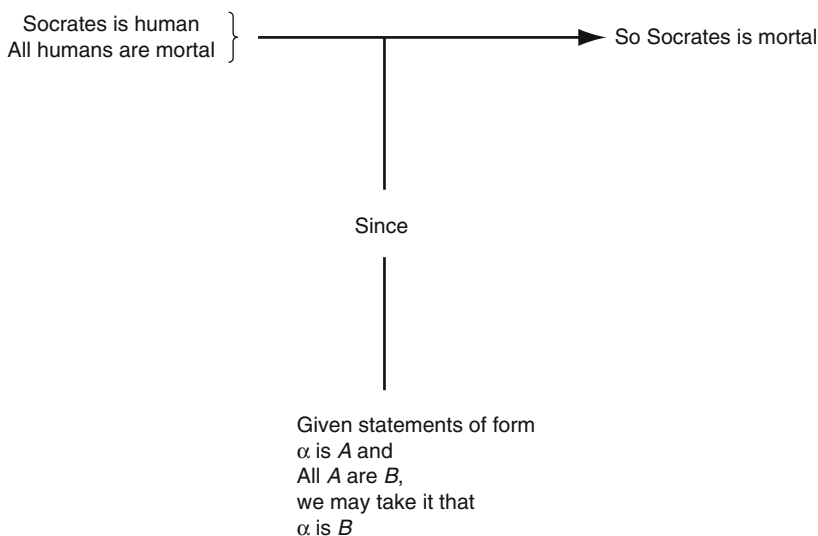 Socrates is human
All humans are mortal
So Socrates is mortal
Since
Given statements of form
α is A and
All A are B,
we may take it that
α is B